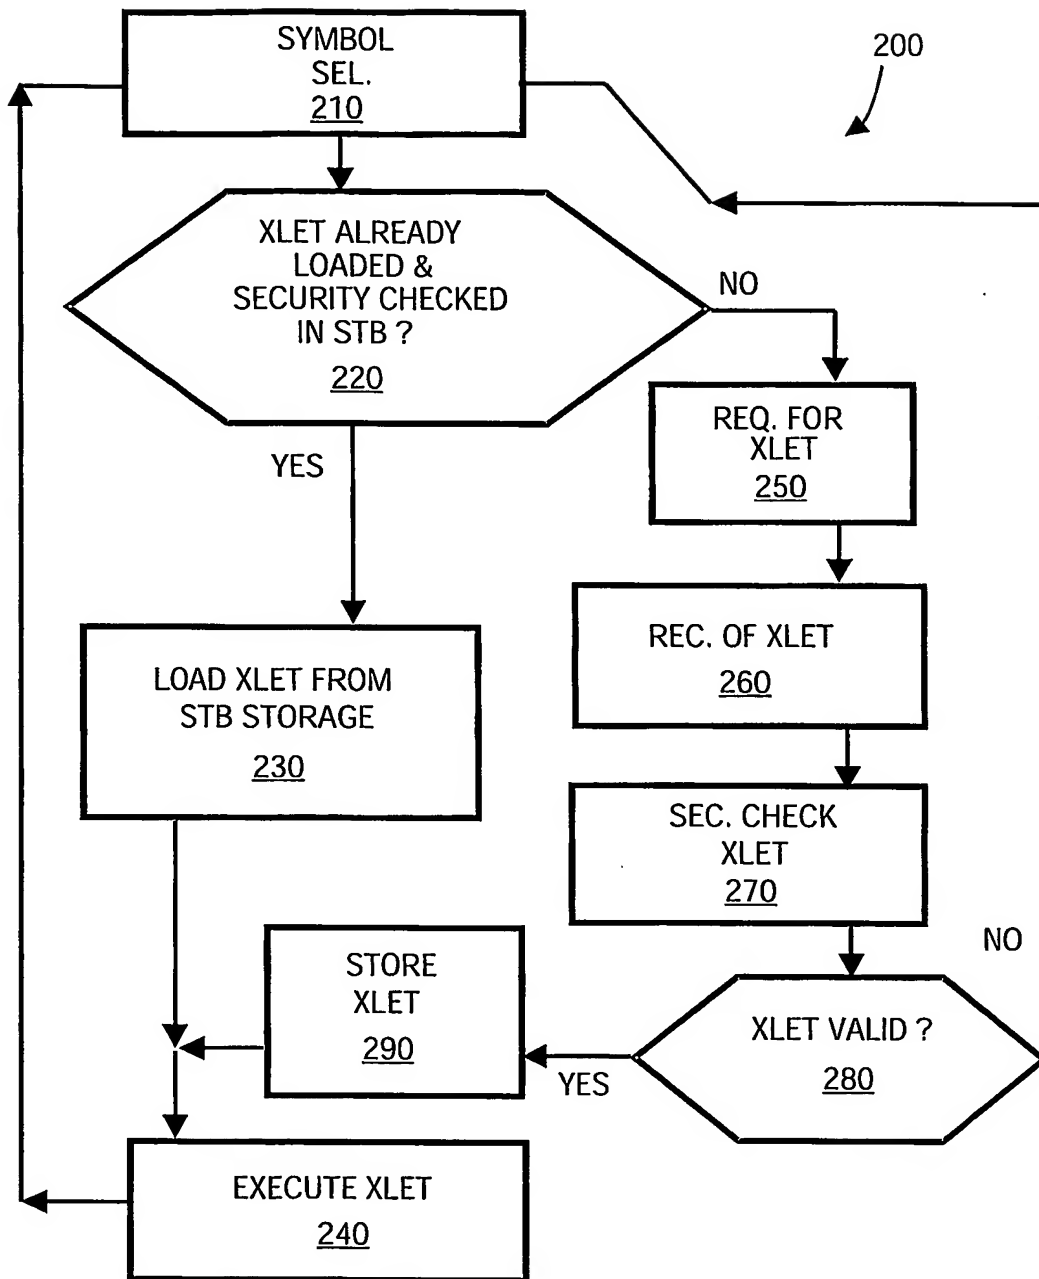 SYMBOL
SEL.
210
200
XLET ALREADY
LOADED &
SECURITY CHECKED
IN STB ?
220
NO
YES
REQ. FOR
XLET
250
REC. OF XLET
260
LOAD XLET FROM
STB STORAGE
230
SEC. CHECK
XLET
270
NO
STORE
XLET
290
XLET VALID ?
280
YES
EXECUTE XLET
240